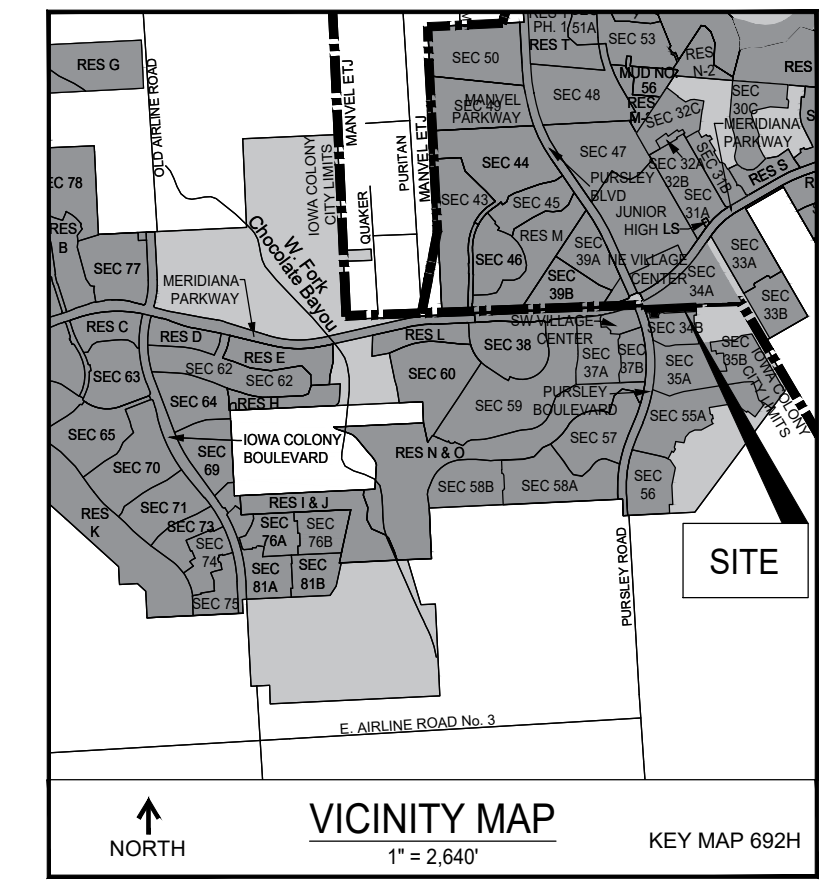 RES G
OLD AIRLINE ROAD
IOWA COLONY
CITY LIMITS
MANVEL ETJ
QUAKER
PURITAN
MANVEL ETJ
PH. 1
51A
RES T
SEC 53
SEC 50
RES
N-2
RES
MUD NO.
56
SEC 49
MANVEL
PARKWAY
SEC 48
RES
SEC 32C
SEC
30C
MERIDIANA
PARKWAY
SEC 44
SEC 47
SEC 32A
32B
SEC 31B
RES S
PURSLEY
BLVD
SEC
31A
SEC 43
SEC 45
JUNIOR
HIGH LS
RES M
SEC
39A
SEC 46
SEC
39B
NE VILLAGE
CENTER
SEC
34A
SEC
33A
SEC
33B
SEC 78
RES
B
SEC 77
W. Fork
Chocolate Bayou
MERIDIANA
PARKWAY
RES C
RES D
RES E
RES L
SW VILLAGE
CENTER
SEC 34B
SEC 38
SEC
35B
IOWA COLONY
CITY LIMITS
SEC 63
SEC 62
SEC 62
SEC 60
SEC
37A
SEC
37B
SEC
35A
SEC 64
RES H
SEC 59
PURSLEY
BOULEVARD
SEC 55A
SEC 65
IOWA COLONY
BOULEVARD
SEC 57
SEC
69
RES N & O
SEC 70
SEC 58B
SEC 58A
SEC
56
RES
K
SEC 71
RES I & J
SEC 73
SEC
76A
SEC
76B
SEC
74
SEC
81A
SEC
81B
SEC 75
PURSLEY ROAD
SITE
E. AIRLINE ROAD No. 3
NORTH
VICINITY MAP
1" = 2,640'
KEY MAP 692H